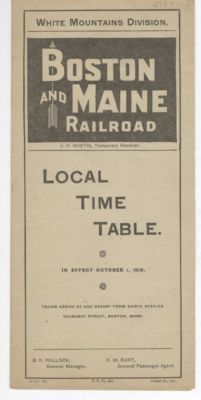 WHITE MOUNTAINS DIVISION.
BOSTON
AND MAINE
RAILROAD
J. H. HUSTIS, Temporary Receiver.
LOCAL
TIME
TABLE.
IN EFFECT OCTOBER 1, 1916.
TRAINS ARRIVE AT AND DEPART FROM NORTH STATION
CAUSEWAY STREET, BOSTON, MASS.
B. R. POLLOCK,
General Manager.
C. M. BURT,
General Passenger Agent.